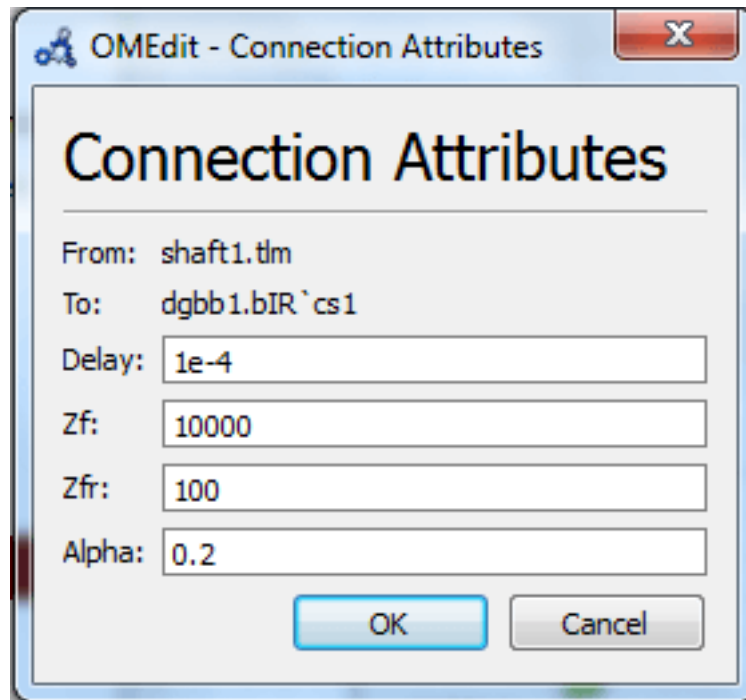 OMEdit - Connection Attributes
Connection Attributes
From: shaft1.tlm
To: dgbb1.bIR`cs1
Delay: 1e-4
Zf: 10000
Zfr: 100
Alpha: 0.2
OK Cancel